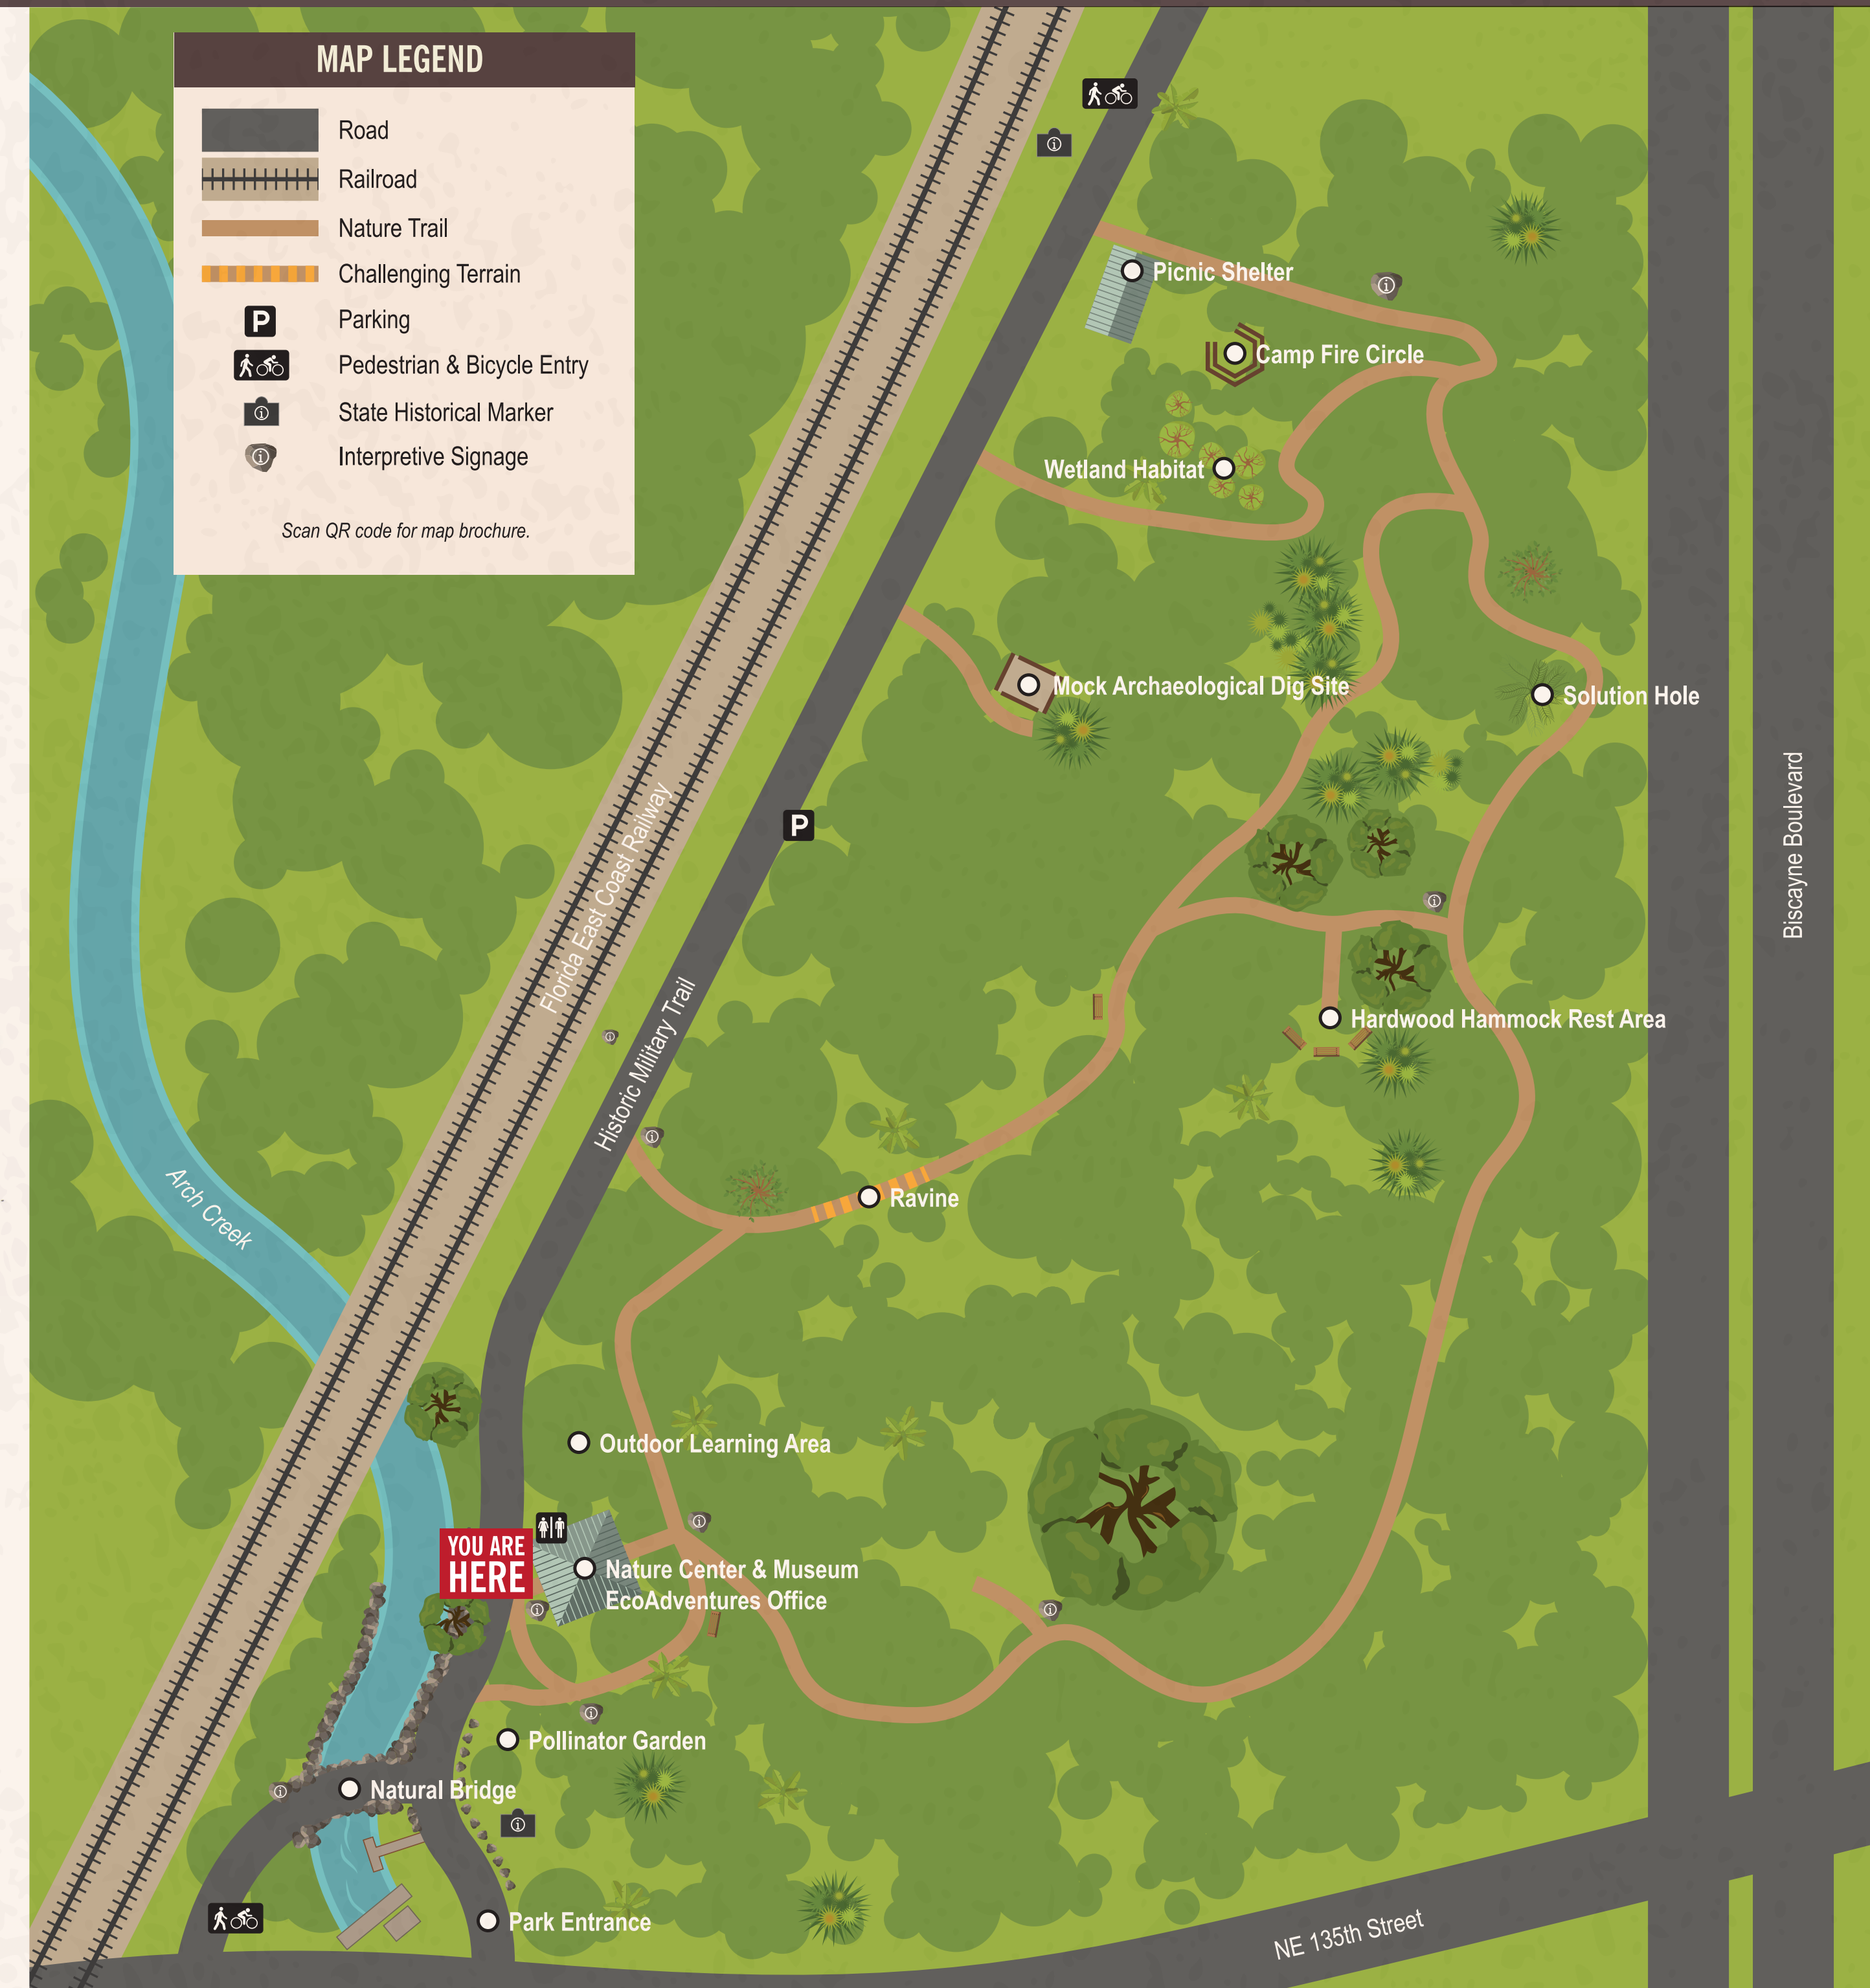 MAP LEGEND
Road
Railroad
Nature Trail
Challenging Terrain
P
Parking
Pedestrian & Bicycle Entry
i
State Historical Marker
i
Interpretive Signage
Scan QR code for map brochure.
i
Picnic Shelter
i
Camp Fire Circle
Wetland Habitat
Mock Archaeological Dig Site
Solution Hole
P
Florida East Coast Railway
Biscayne Boulevard
i
Historic Military Trail
Hardwood Hammock Rest Area
i
i
Arch Creek
Ravine
Outdoor Learning Area
i
YOU ARE
HERE
Nature Center & Museum
EcoAdventures Office
i
i
i
Pollinator Garden
i
Natural Bridge
i
Park Entrance
NE 135th Street